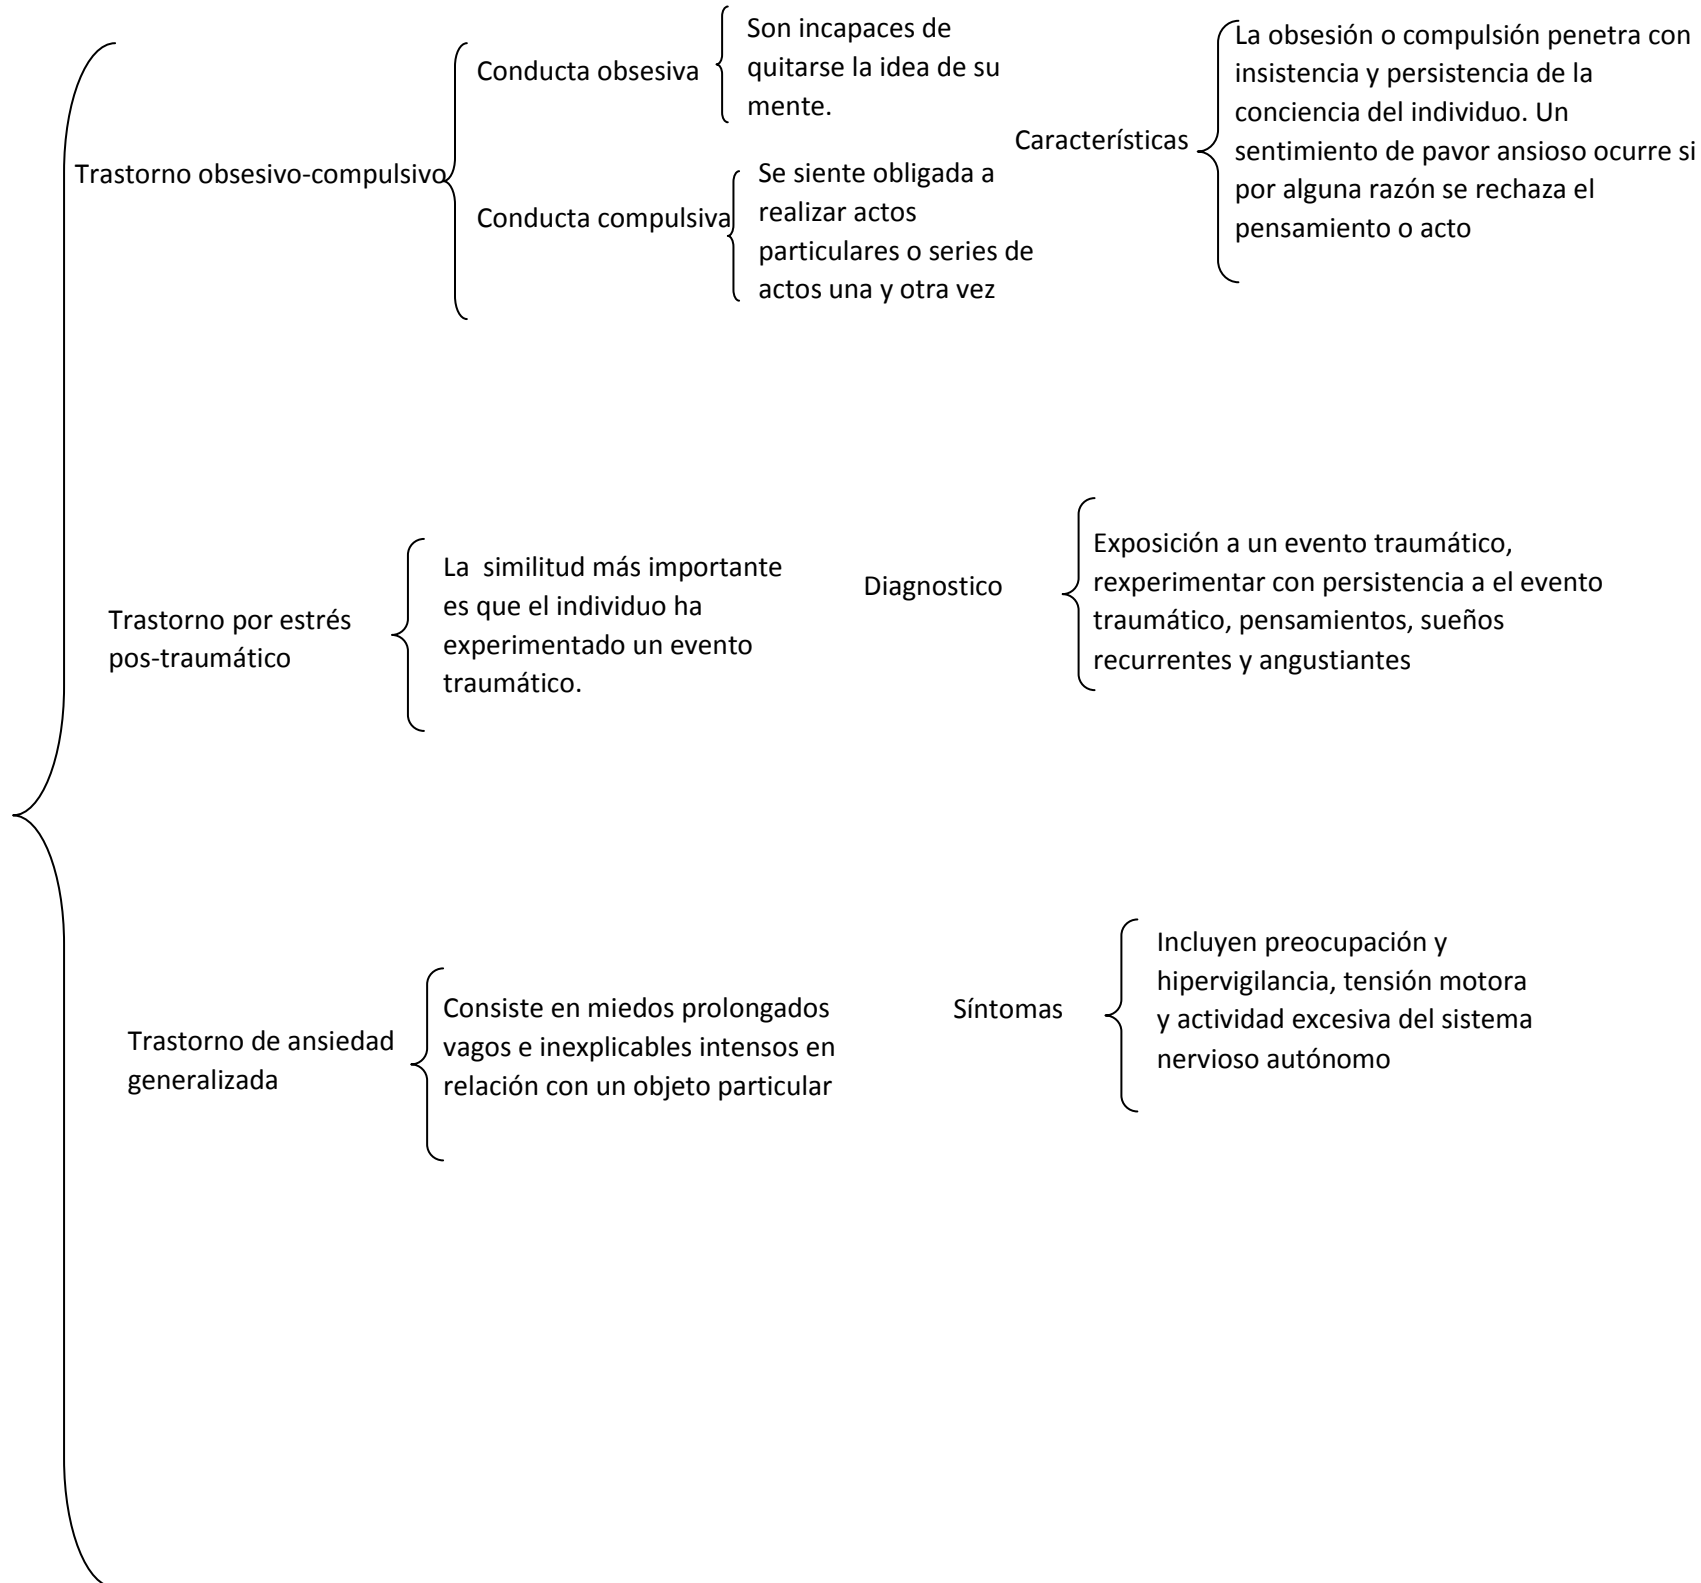 Trastorno obsesivo-compulsivo
Conducta obsesiva
Son incapaces de
quitarse la idea de su
mente.
Conducta compulsiva
Se siente obligada a
realizar actos
particulares o series de
actos una y otra vez
Características
La obsesión o compulsión penetra con
insistencia y persistencia de la
conciencia del individuo. Un
sentimiento de pavor ansioso ocurre si
por alguna razón se rechaza el
pensamiento o acto
Trastorno por estrés
pos-traumático
La  similitud más importante
es que el individuo ha
experimentado un evento
traumático.
Diagnostico
Exposición a un evento traumático,
rexperimentar con persistencia a el evento
traumático, pensamientos, sueños
recurrentes y angustiantes
Trastorno de ansiedad
generalizada
Consiste en miedos prolongados
vagos e inexplicables intensos en
relación con un objeto particular
Síntomas
Incluyen preocupación y
hipervigilancia, tensión motora
y actividad excesiva del sistema
nervioso autónomo